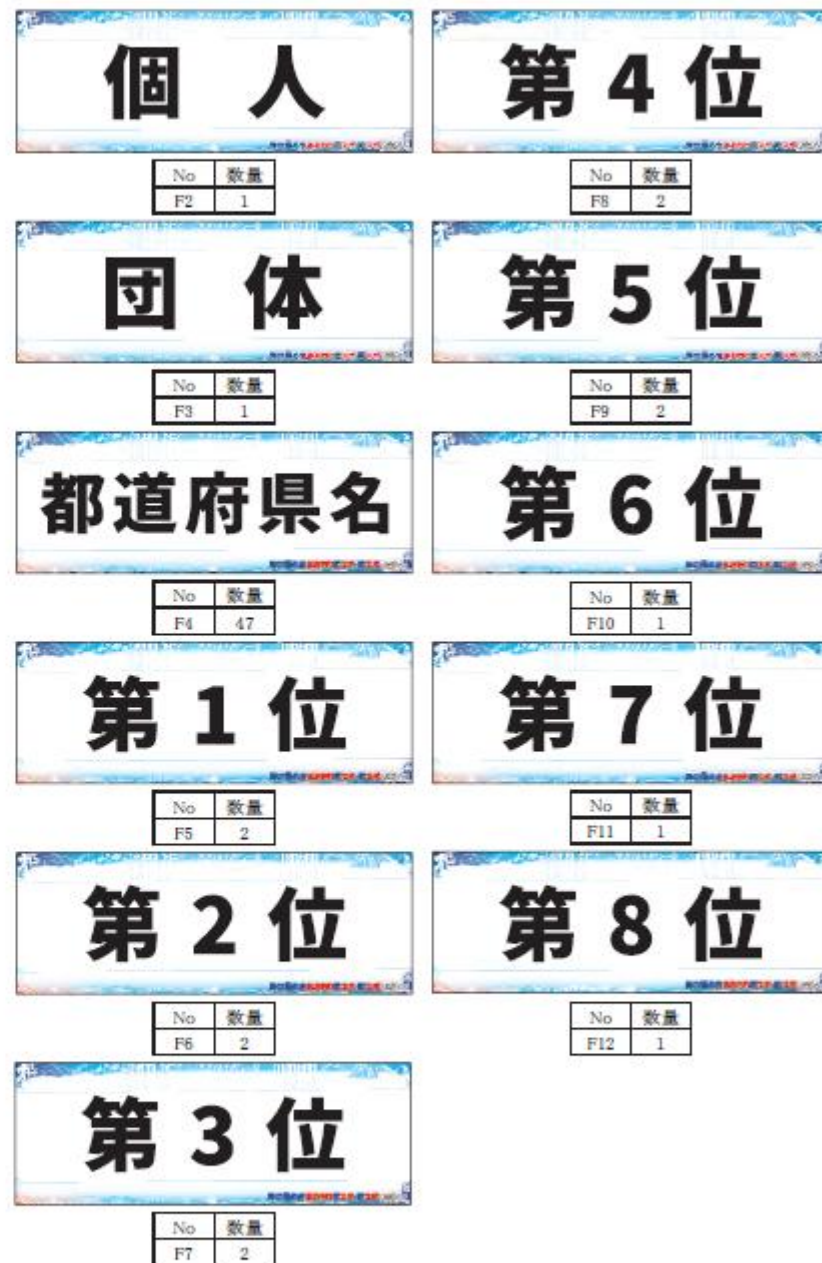 個人
No 数量
F2 1
団体
No 数量
F3 1
都道府県名
No 数量
F4 47
第1位
No 数量
F5 2
第2位
No 数量
F6 2
第3位
No 数量
F7 2
第4位
No 数量
F8 2
第5位
No 数量
F9 2
第6位
No 数量
F10 1
第7位
No 数量
F11 1
第8位
No 数量
F12 1